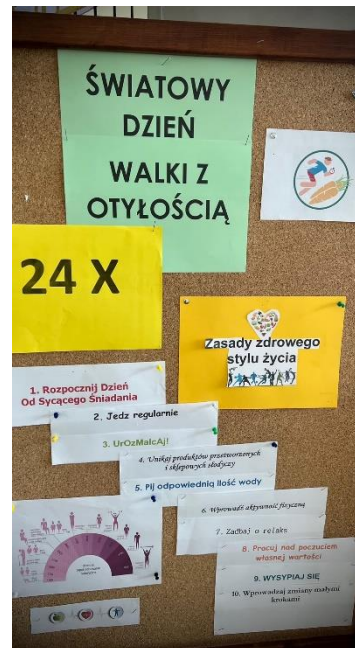 ŚWIATOWY
DZIEŃ
WALKI Z
OTYŁOŚCIĄ
24 X
Zasady zdrowego
stylu życia
1. Rozpocznij Dzień
Od Sycącego Śniadania
2. Jedz regularnie
3. UrOzMaIcAj!
4. Unikaj produktów przetworzonych
i sklepowych słodyczy
5. Pij odpowiednią ilość wody
6. Wprowadź aktywność fizyczną
7. Zadbaj o relaks
8. Pracuj nad poczuciem
własnej wartości
9. WYSYPIAJ SIĘ
10. Wprowadzaj zmiany małymi
krokami